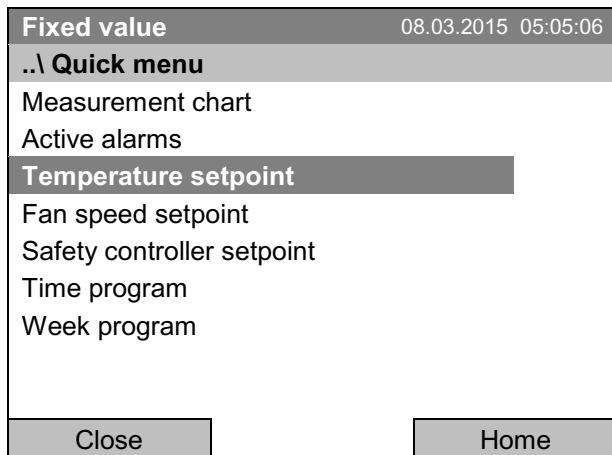 Fixed value 08.03.2015 05:05:06
..\ Quick menu
Measurement chart
Active alarms
Temperature setpoint
Fan speed setpoint
Safety controller setpoint
Time program
Week program
Close Home